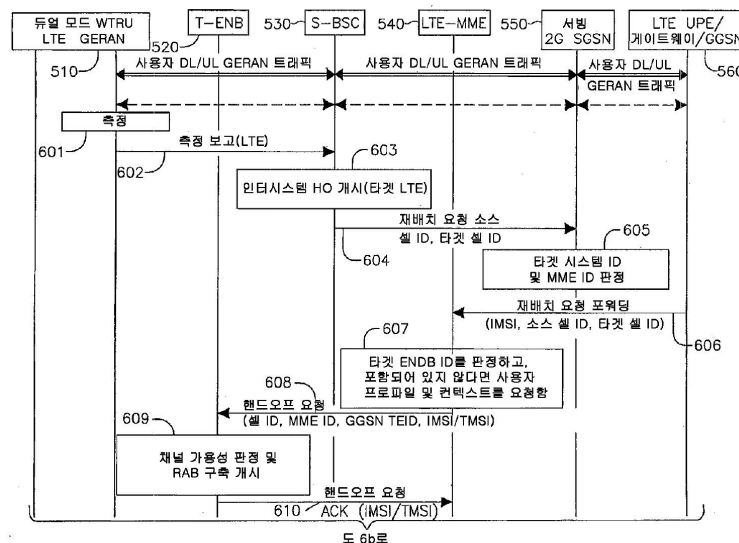 듀얼 모드 WTRU
LTE GERAN
510
T-ENB
520
530
S-BSC
540
LTE-MME
550
서빙
2G SGSN
LTE UPE/
게이트웨이/GGSN
560
사용자 DL/UL GERAN 트래픽
사용자 DL/UL GERAN 트래픽
사용자 DL/UL
GERAN 트래픽
측정
601
측정 보고(LTE)
602
603
인터시스템 HO 개시(타겟 LTE)
재배치 요청 소스
셀 ID, 타겟 셀 ID
604
605
타겟 시스템 ID
및 MME ID 판정
재배치 요청 포워딩
(IMSI, 소스 셀 ID, 타겟 셀 ID)
606
607
타겟 ENDB ID를 판정하고,
포함되어 있지 않다면 사용자
프로파일 및 컨텍스트를 요청함
608
핸드오프 요청
(셀 ID, MME ID, GGSN TEID, IMSI/TMSI)
609
채널 가용성 판정 및
RAB 구축 개시
핸드오프 요청
610
ACK (IMSI/TMSI)
도 6b로